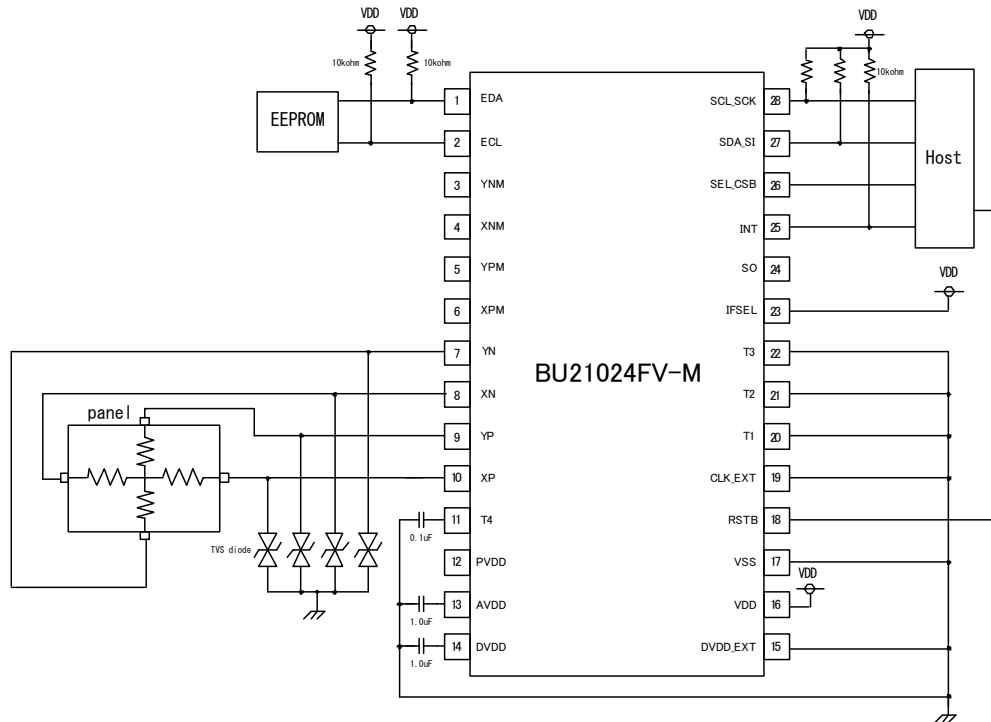 VDD VDD VDD
10kohm 10kohm 10kohm
EEPROM
1 EDA SCL_SCK 28
2 ECL SDA_SI 27
3 YNM SEL_CSB 26
4 XNM INT 25
5 YPM SO 24
6 XPM IFSEL 23
7 YN T3 22
8 XN T2 21
9 YP T1 20
10 XP CLK_EXT 19
11 T4 RSTB 18
12 PVDD VSS 17
13 AVDD VDD 16
14 DVDD DVDD_EXT 15
BU21024FV-M
Host
VDD
VDD
panel
TVS diode
0.1uF
1.0uF
1.0uF